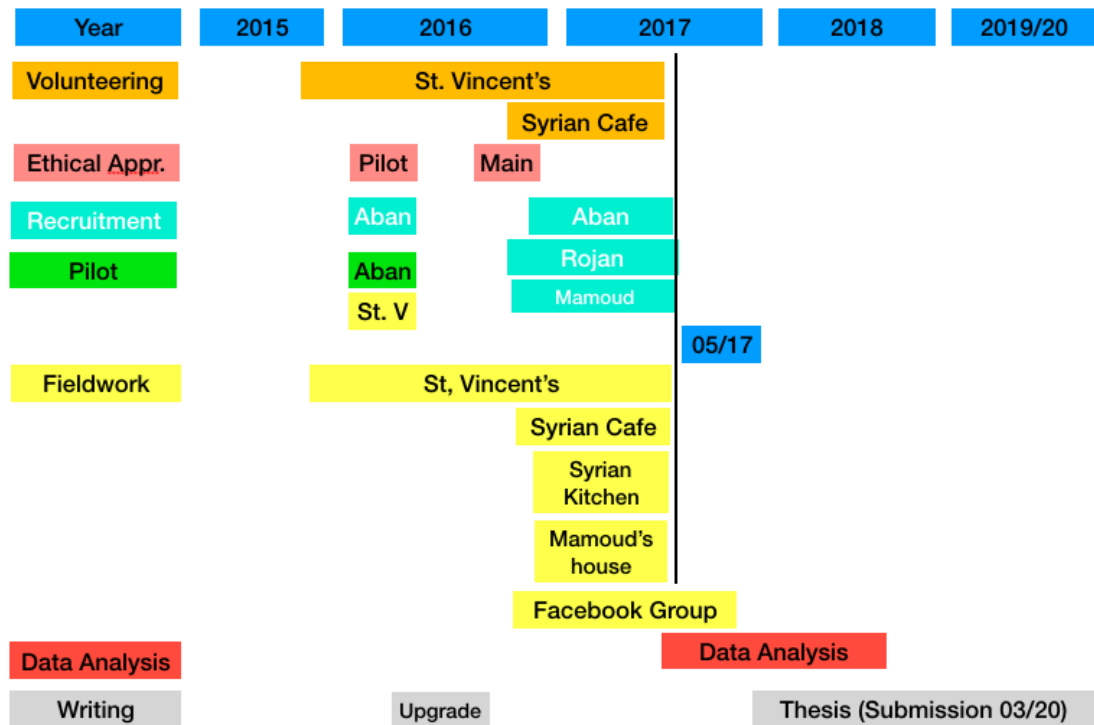 Year 2015 2016 2017 2018 2019/20
Volunteering St. Vincent's
Syrian Cafe
Ethical Appr. Pilot Main
Recruitment Aban Aban
Rojan
Pilot Aban
Mamoud
St. V
05/17
Fieldwork St, Vincent's
Syrian Cafe
Syrian
Kitchen
Mamoud's
house
Facebook Group
Data Analysis Data Analysis
Writing Upgrade Thesis (Submission 03/20)